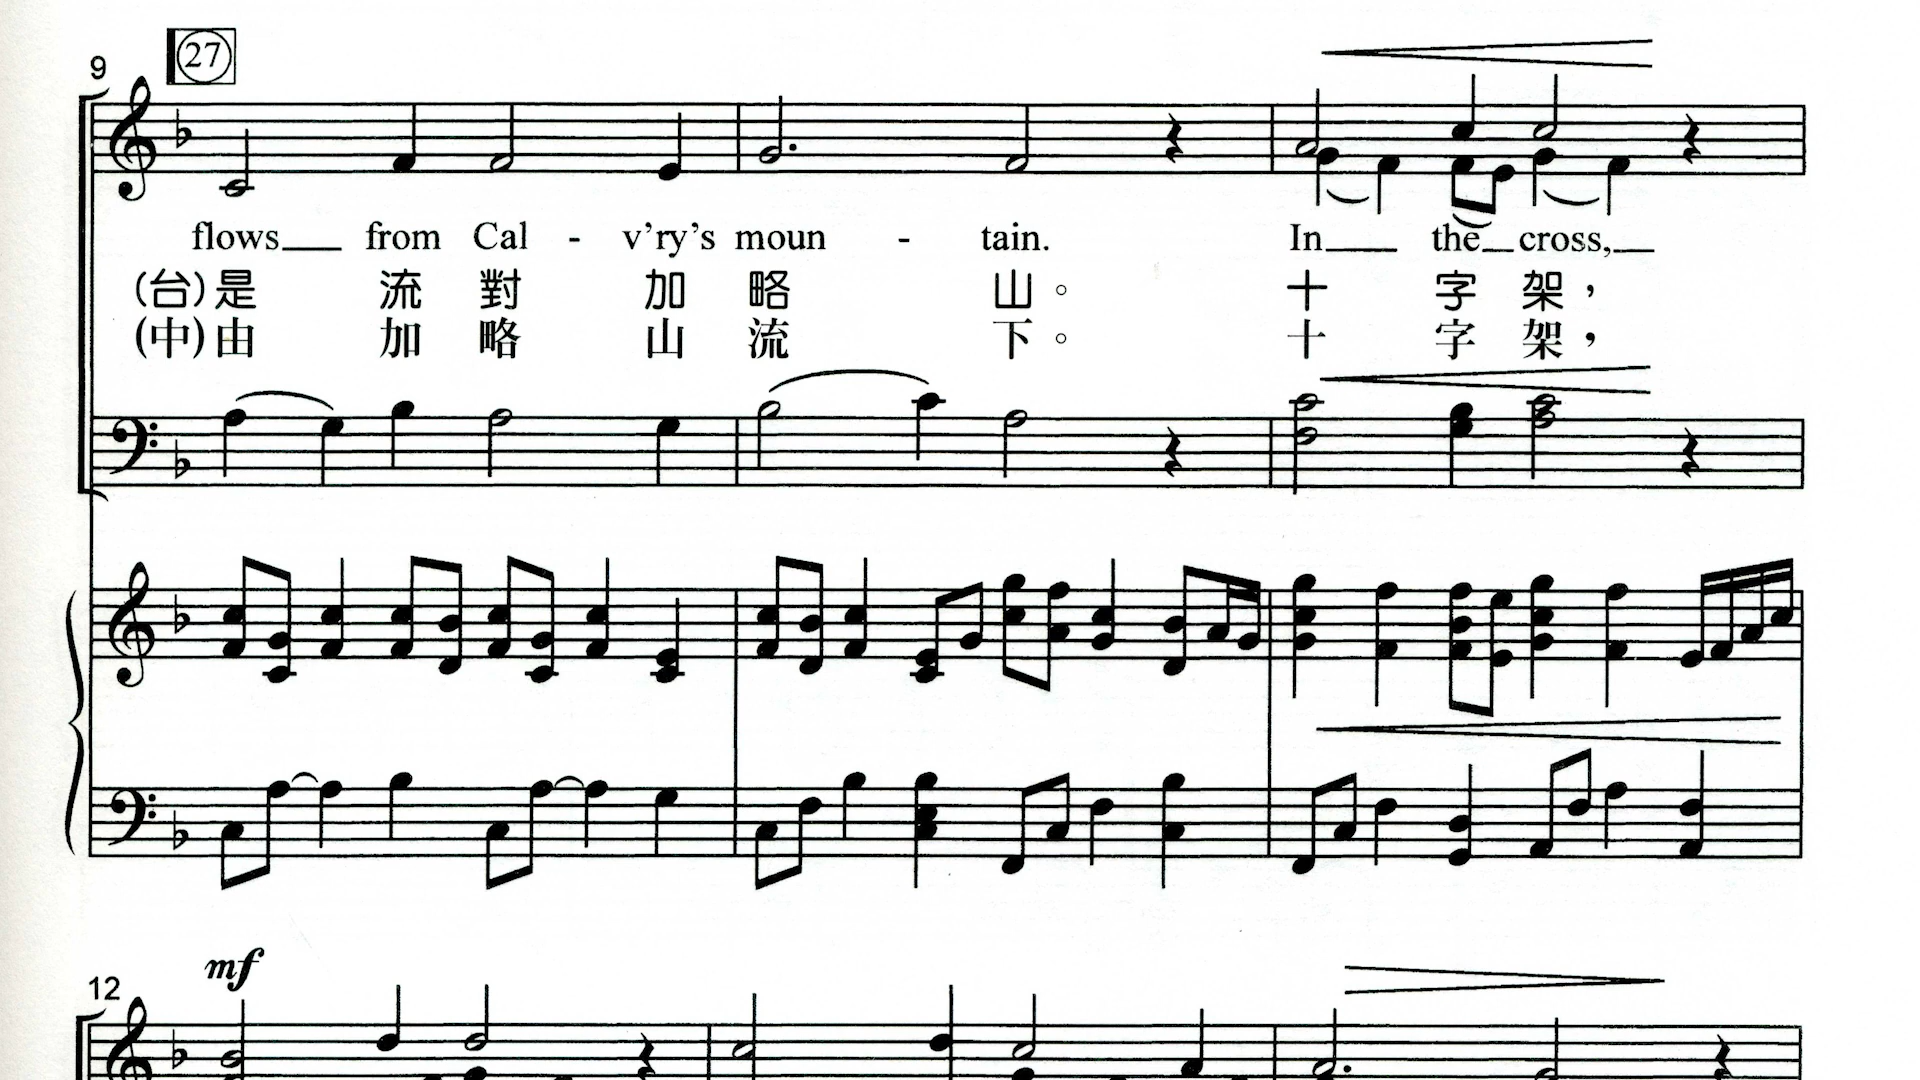 27
9
flows from Cal - v'ry's moun - tain. In the cross,
(台)是 流 對 加 略 山。 十 字 架，
(中)由 加 略 山 流 下。 十 字 架，
mf
12